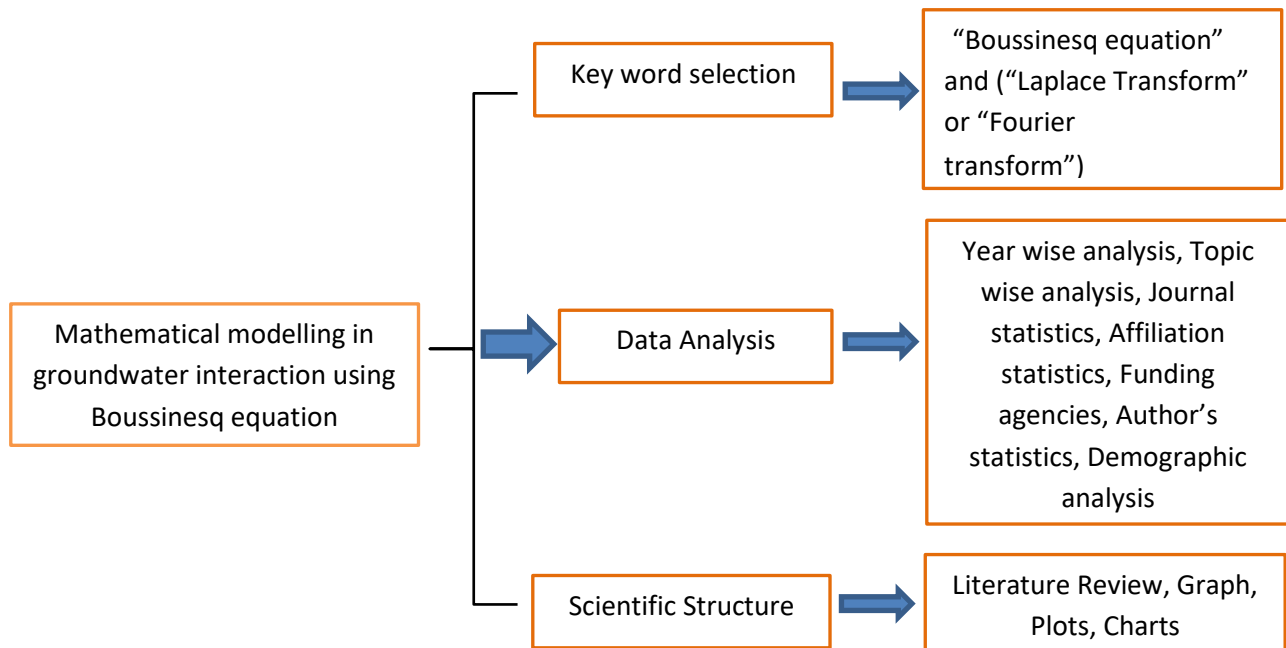 Mathematical modelling in
groundwater interaction using
Boussinesq equation
Key word selection
“Boussinesq equation”
and (“Laplace Transform”
or “Fourier
transform”)
Data Analysis
Year wise analysis, Topic
wise analysis, Journal
statistics, Affiliation
statistics, Funding
agencies, Author’s
statistics, Demographic
analysis
Scientific Structure
Literature Review, Graph,
Plots, Charts